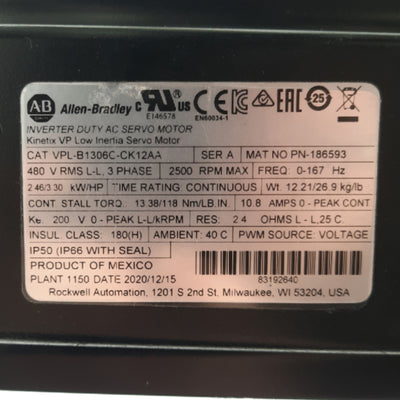 AB Allen-Bradley c UL US E146578 CE EN60034-1 EAC 25
INVERTER DUTY AC SERVO MOTOR
Kinetix VP Low Inertia Servo Motor
CAT VPL-B1306C-CK12AA SER A MAT NO PN-186593
480 V RMS L-L, 3 PHASE 2500 RPM MAX FREQ: 0-167 Hz
2.46/3.30 kW/HP TIME RATING CONTINUOUS Wt. 12.21/26.9 kg/lb
CONT STALL TORQ: 13.38/118 Nm/LB.IN 10.8 AMPS 0 - PEAK CONT
Ke 200 V 0 - PEAK L-L/kRPM RES: 2.4 OHMS L-L,25 C.
INSUL CLASS: 180(H) AMBIENT: 40 C PWM SOURCE: VOLTAGE
IP50 (IP66 WITH SEAL)
PRODUCT OF MEXICO
PLANT 1150 DATE 2020/12/15 83192640
Rockwell Automation, 1201 S 2nd St, Milwaukee, WI 53204, USA